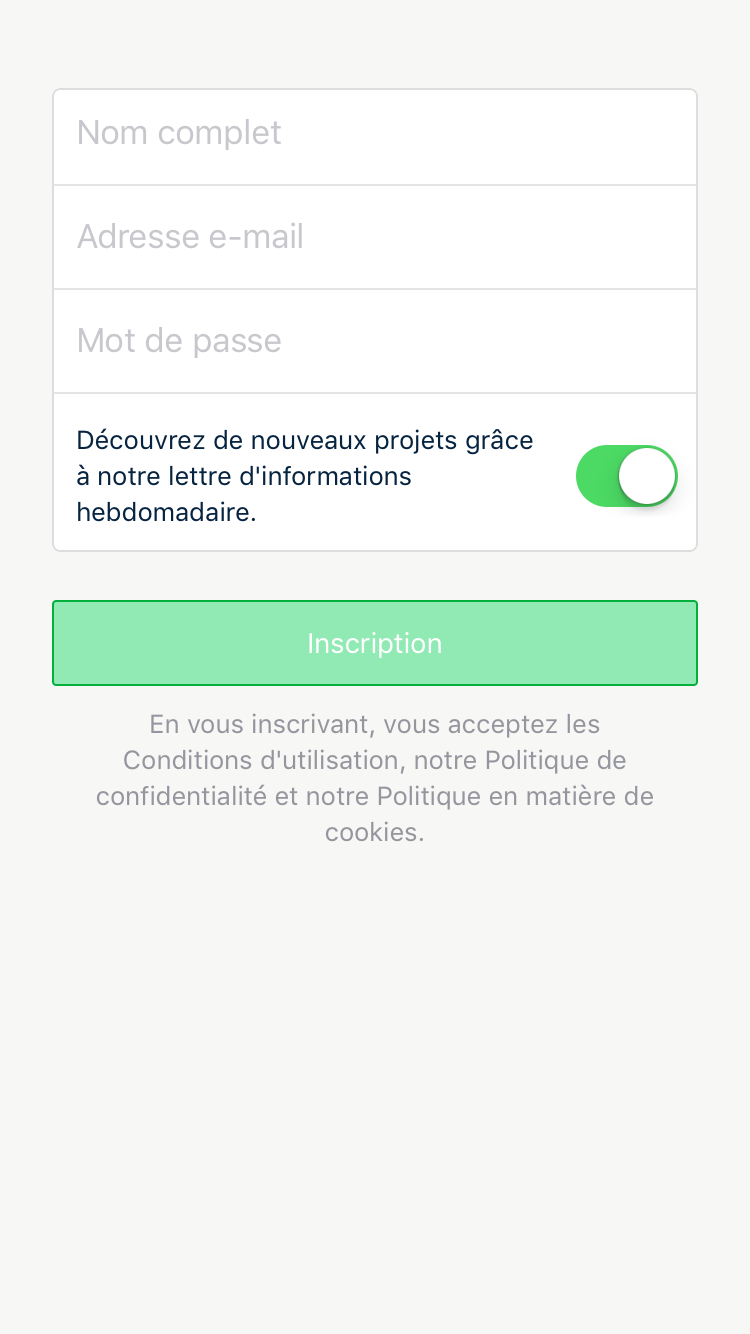 Nom complet
Adresse e-mail
Mot de passe
Découvrez de nouveaux projets grâce
à notre lettre d'informations
hebdomadaire.
Inscription
En vous inscrivant, vous acceptez les
Conditions d'utilisation, notre Politique de
confidentialité et notre Politique en matière de
cookies.